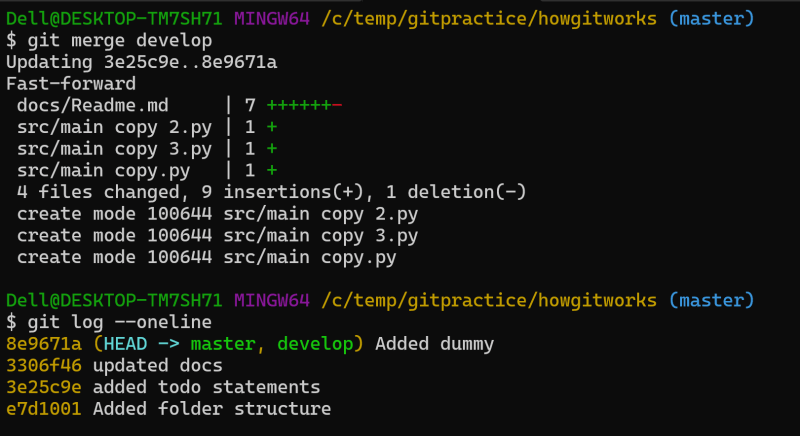 Dell@DESKTOP-TM7SH71 MINGW64 /c/temp/gitpractice/howgitworks (master)
$ git merge develop
Updating 3e25c9e..8e9671a
Fast-forward
 docs/Readme.md     | 7 ++++++-
 src/main copy 2.py | 1 +
 src/main copy 3.py | 1 +
 src/main copy.py   | 1 +
 4 files changed, 9 insertions(+), 1 deletion(-)
 create mode 100644 src/main copy 2.py
 create mode 100644 src/main copy 3.py
 create mode 100644 src/main copy.py
Dell@DESKTOP-TM7SH71 MINGW64 /c/temp/gitpractice/howgitworks (master)
$ git log --oneline
8e9671a (HEAD -> master, develop) Added dummy
3306f46 updated docs
3e25c9e added todo statements
e7d1001 Added folder structure